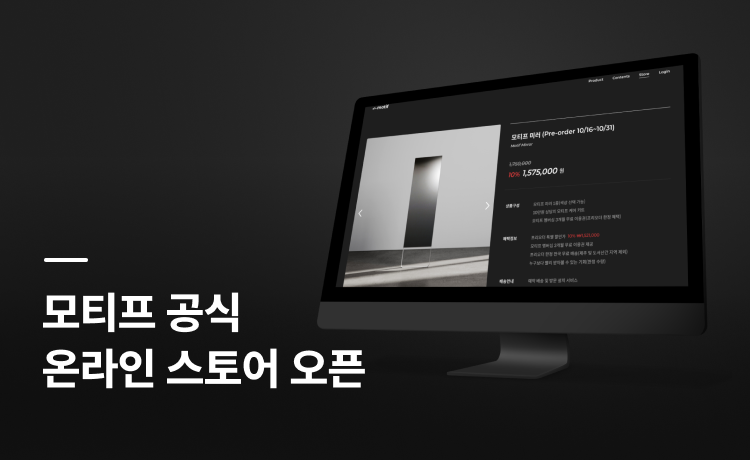 Motif
Product Contents Store Login
모티프 미러 (Pre-order 10/16~10/31)
Motif Mirror
1,750,000
10% 1,575,000 원
상품구성
혜택정보
배송안내
모티프 공식
온라인 스토어 오픈